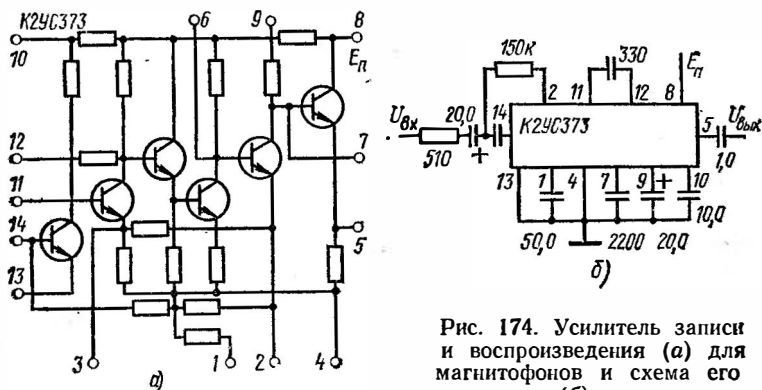 К2УС373
6
9
8
10
Eп
12
11
14
13
7
5
3
1
2
4
а)
150к
330
Eп
2
11
12
8
Uвх
20,0
14
К2УС373
5
Uвых
+
510
1,0
13
1
4
7
9
+
10
50,0
2200
20,0
10,0
б)
Рис. 174. Усилитель записи
и воспроизведения (а) для
магнитофонов и схема его
(б)